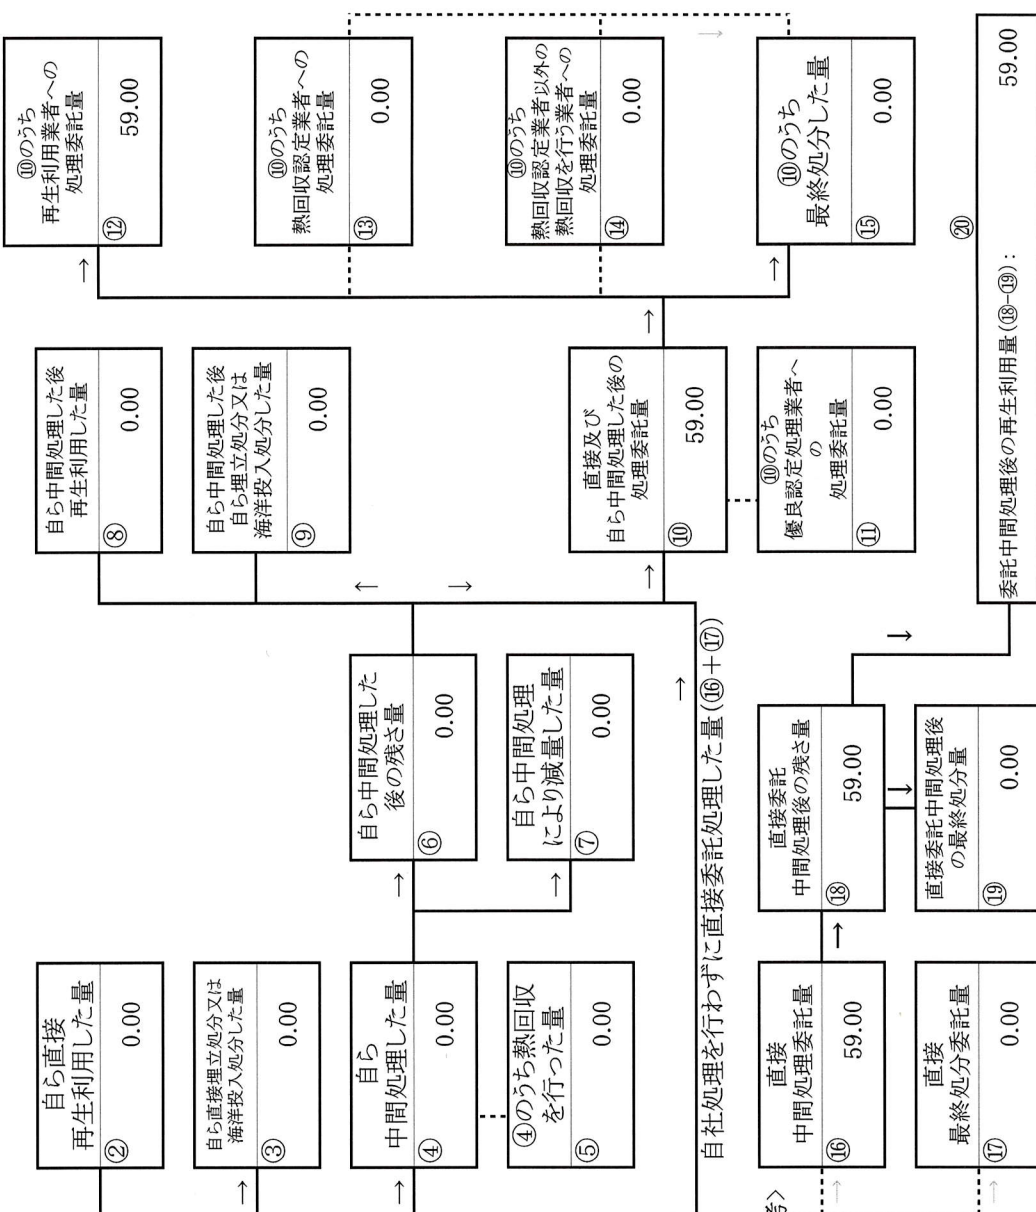 自ら直接
再生利用した量
②
0.00
自ら直接埋立処分又は
海洋投入処分した量
③
0.00
自ら
中間処理した量
④
0.00
④のうち熱回収
を行った量
⑤
0.00
自ら中間処理した
後の残さ量
⑥
0.00
自ら中間処理
により減量した量
⑦
0.00
自ら中間処理した後
再生利用した量
⑧
0.00
自ら中間処理した後
自ら埋立処分又は
海洋投入処分した量
⑨
0.00
直接及び
自ら中間処理した後の
処理委託量
⑩
59.00
⑩のうち
優良認定処理業者へ
の
処理委託量
⑪
0.00
⑩のうち
再生利用業者への
処理委託量
⑫
59.00
⑩のうち
熱回収認定業者への
処理委託量
⑬
0.00
⑩のうち
熱回収認定業者以外の
熱回収を行う業者への
処理委託量
⑭
0.00
⑩のうち
最終処分した量
⑮
0.00
自社処理を行わずに直接委託処理した量(⑯+⑰)
直接
中間処理委託量
⑯
59.00
直接
最終処分委託量
⑰
0.00
直接委託
中間処理後の残さ量
⑱
59.00
直接委託中間処理後
の最終処分量
⑲
0.00
⑳
委託中間処理後の再生利用量(⑱-⑲):
59.00